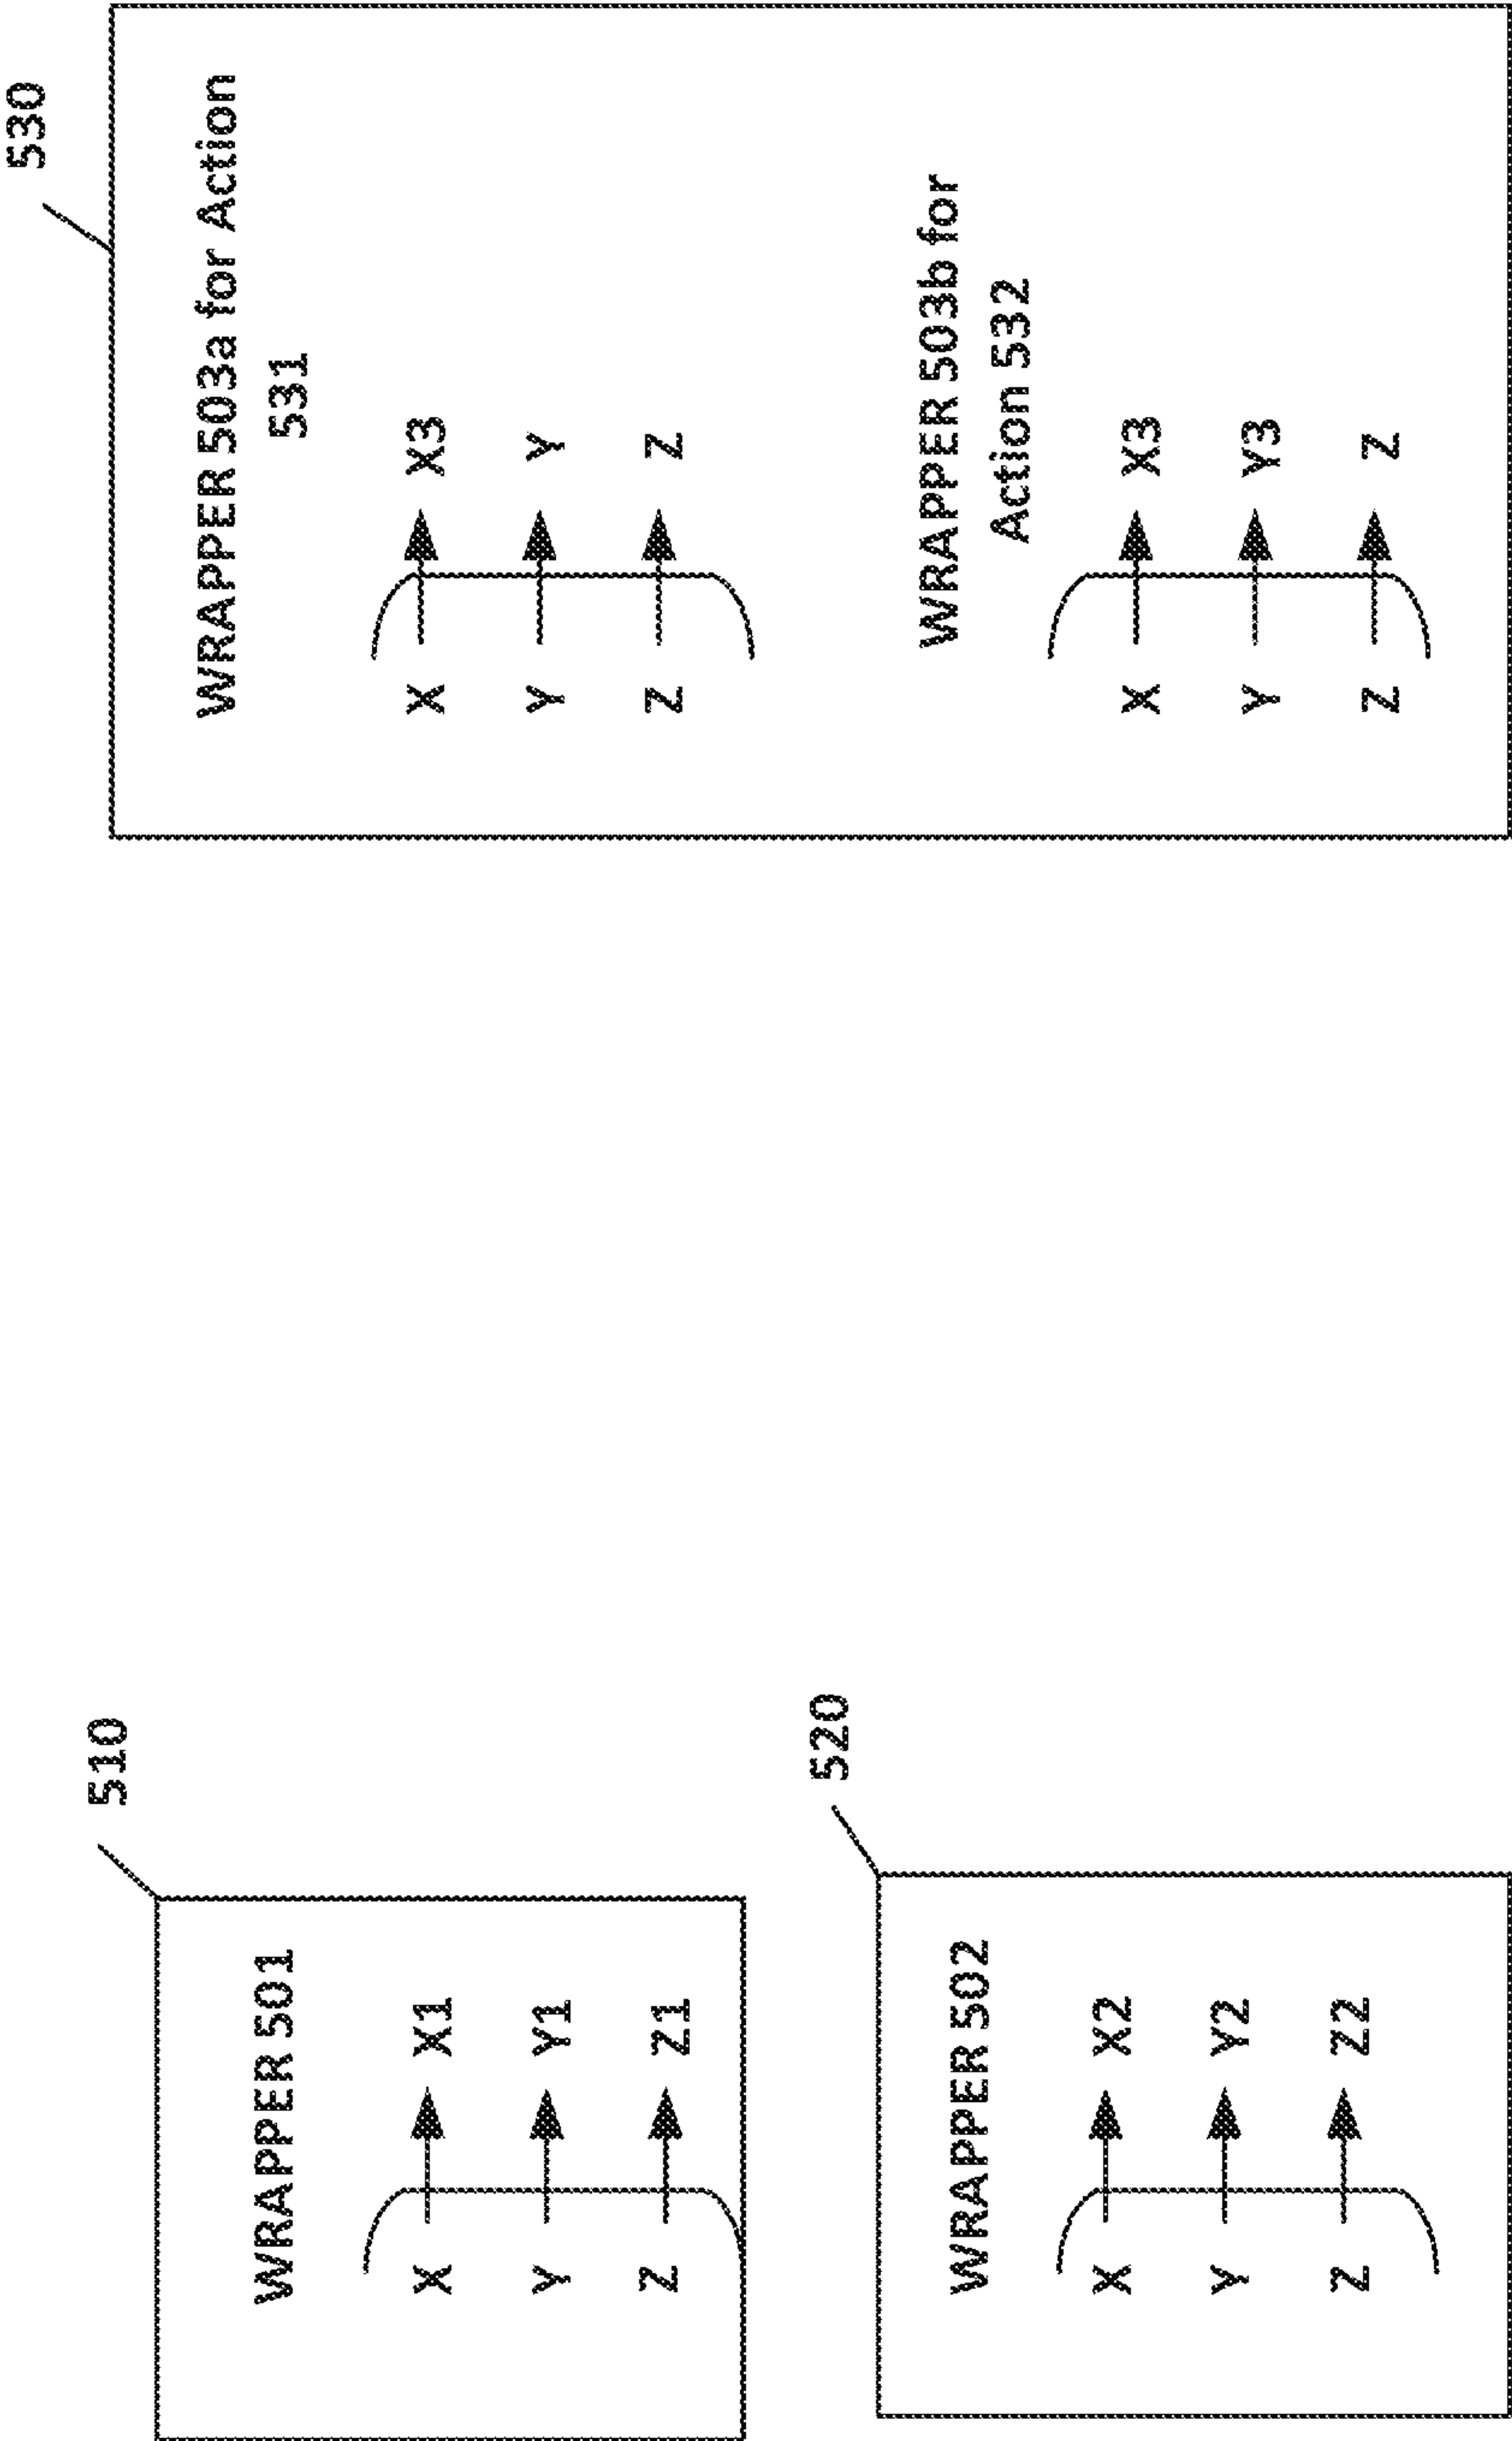 510
WRAPPER 501
X X1
Y Y1
Z Z1
520
WRAPPER 502
X X2
Y Y2
Z Z2
530
WRAPPER 503a for Action
531
X X3
Y Y
Z Z
WRAPPER 503b for
Action 532
X X3
Y Y3
Z Z